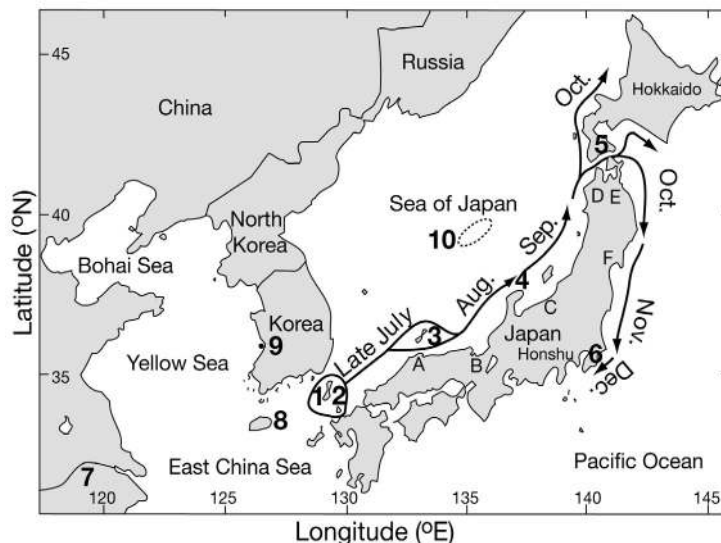 45
40
35
Latitude (ºN)
Russia
Hokkaido
China
Oct.
5
North
Korea
Sea of Japan
D
E
Oct.
10
Sep.
Bohai Sea
F
4
Aug.
C
Korea
9
Late July
3
Japan
Honshu
Nov.
Yellow Sea
A
B
6
Dec.
1
2
8
East China Sea
Pacific Ocean
7
120
125
130
135
140
145
Longitude (ºE)